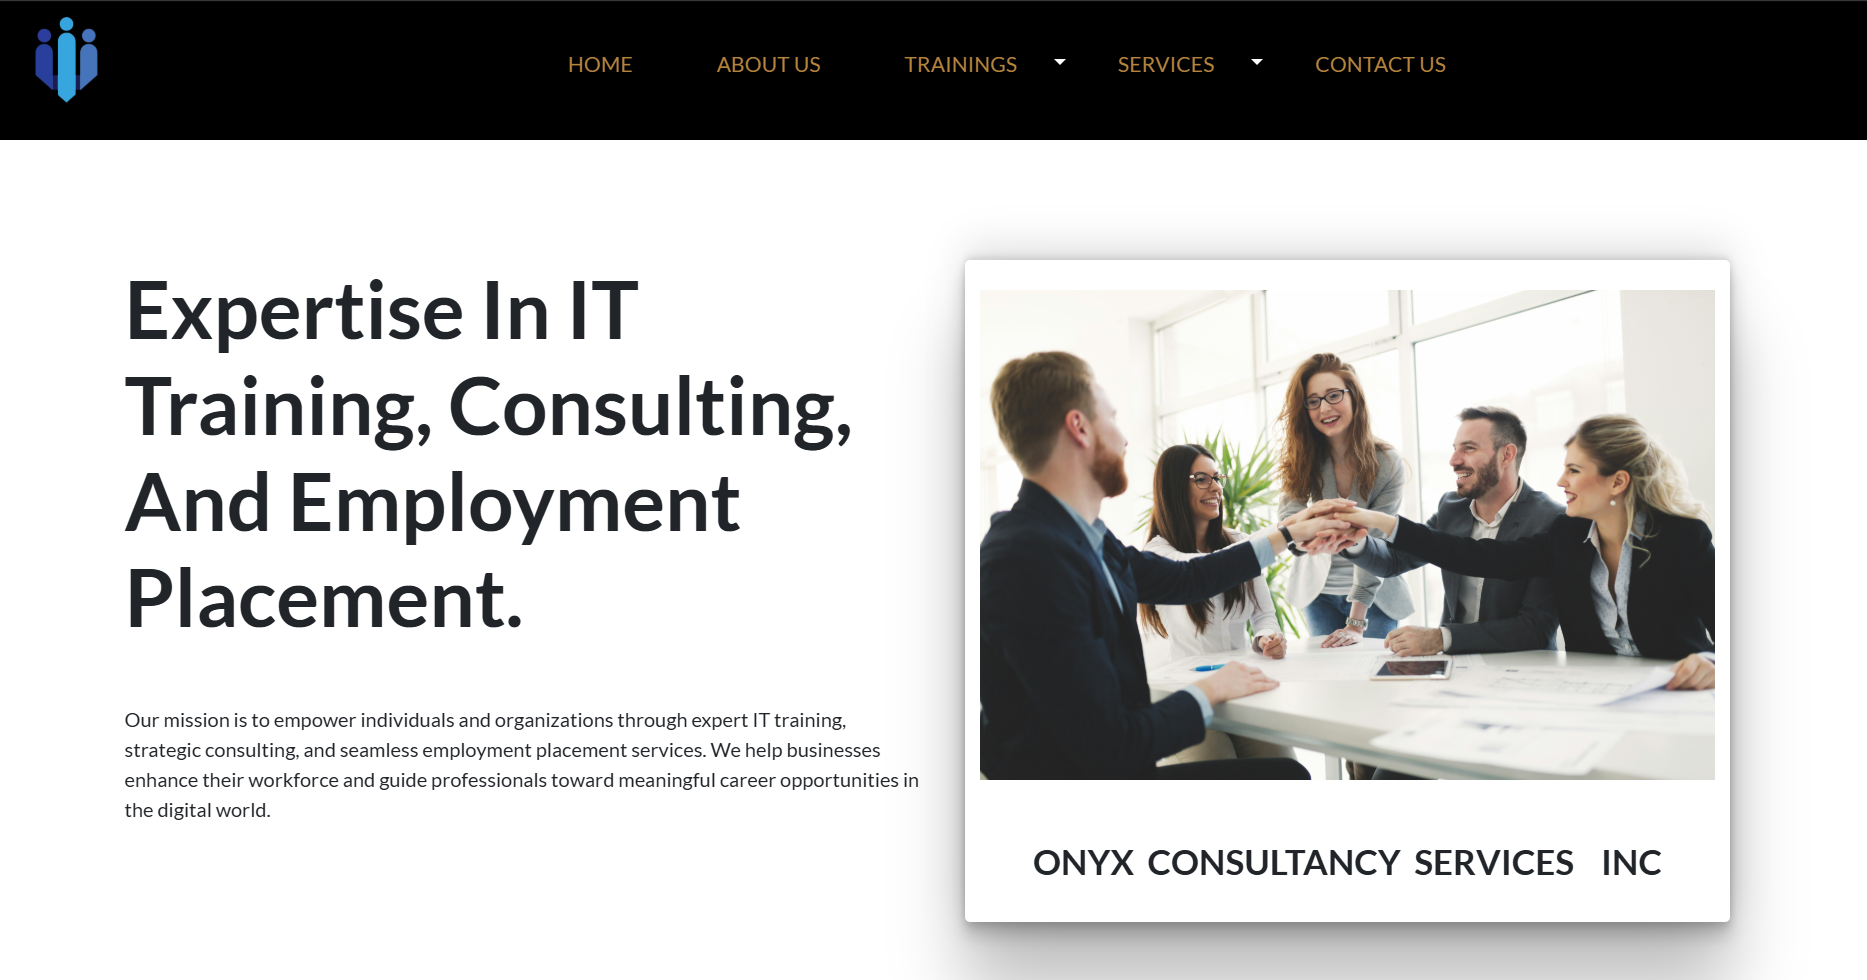 HOME ABOUT US TRAININGS SERVICES CONTACT US
Expertise In IT
Training, Consulting,
And Employment
Placement.
Our mission is to empower individuals and organizations through expert IT training,
strategic consulting, and seamless employment placement services. We help businesses
enhance their workforce and guide professionals toward meaningful career opportunities in
the digital world.
ONYX CONSULTANCY SERVICES INC